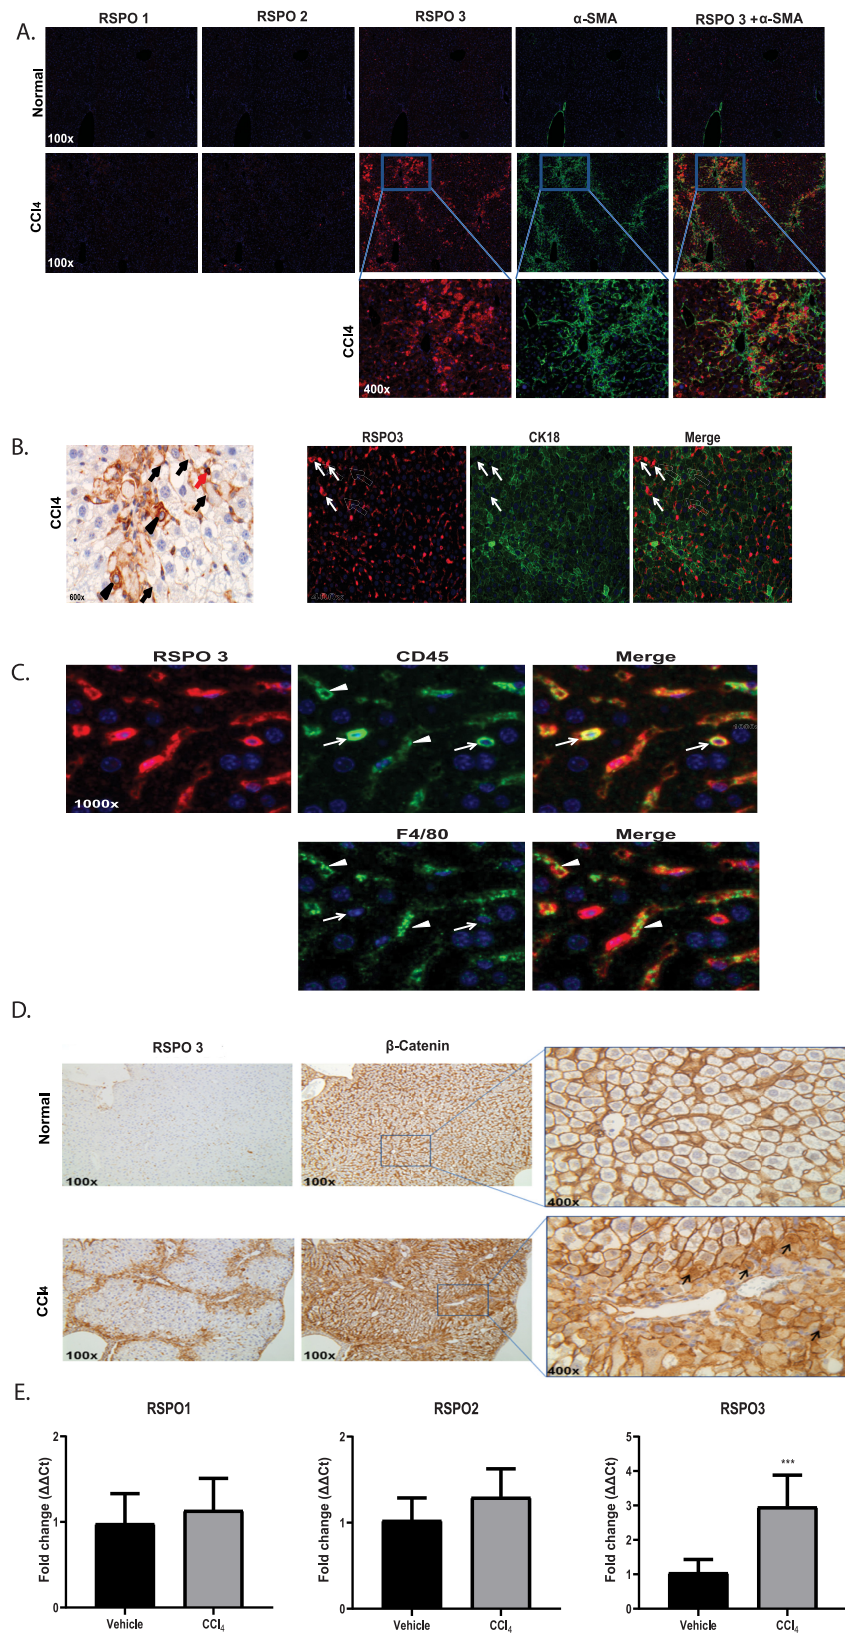 A.
RSPO 1 RSPO 2 RSPO 3 α-SMA RSPO 3 +α-SMA
Normal
100x
CCl4
100x
CCl4
400x
B.
RSPO3 CK18 Merge
CCl4
600x
C.
RSPO 3 CD45 Merge
1000x
F4/80 Merge
D.
RSPO 3 β-Catenin
Normal
100x 100x 400x
CCl4
100x 100x 400x
E.
RSPO1 RSPO2 RSPO3
Fold change (ΔΔCt)
2
1
0
Vehicle CCl4
Fold change (ΔΔCt)
2
1
0
Vehicle CCl4
Fold change (ΔΔCt)
5
4
3
2
1
0
***
Vehicle CCl4